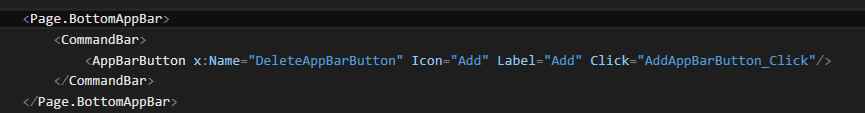 <Page.BottomAppBar>
<CommandBar>
<AppBarButton x:Name="DeleteAppBarButton" Icon="Add" Label="Add" Click="AddAppBarButton_Click"/>
</CommandBar>
</Page.BottomAppBar>